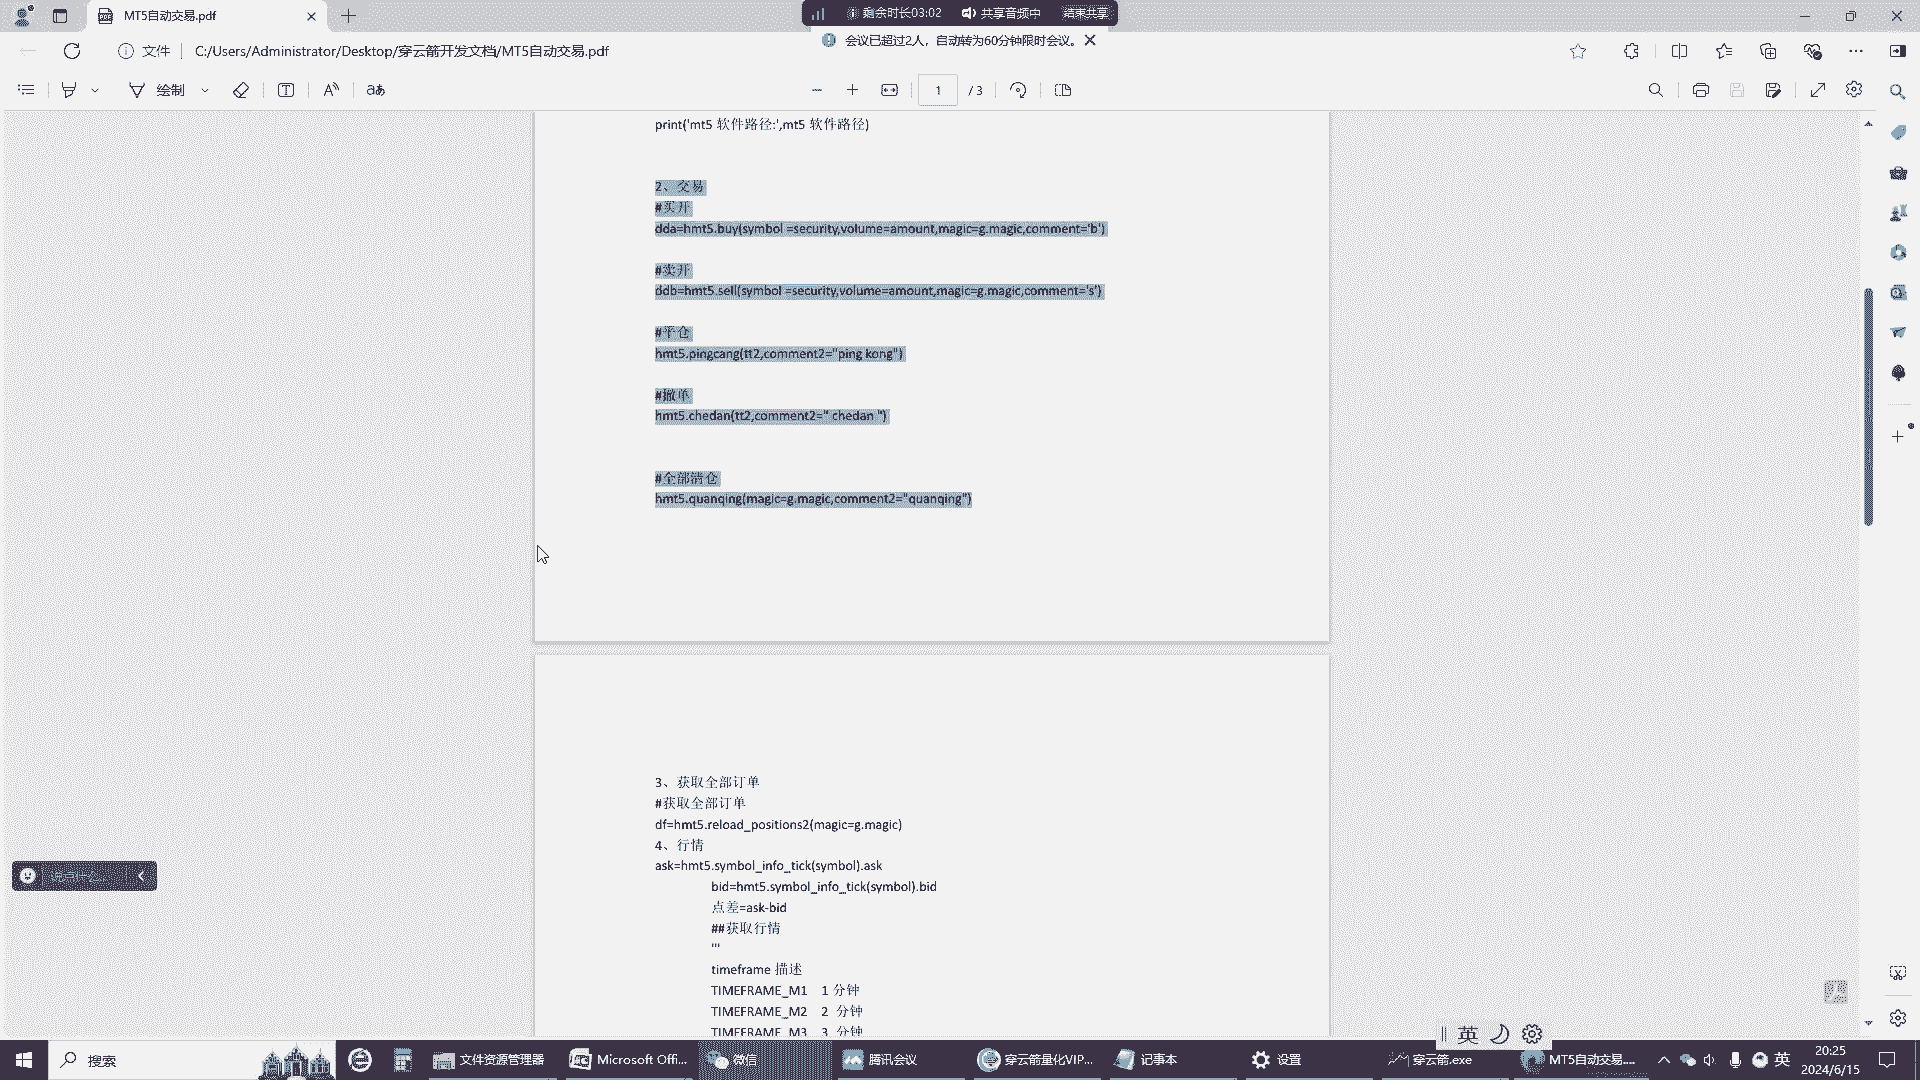 MT5自动交易.pdf
剩余时长03:02 共享音频中 结束共享
会议已超过2人，自动转为60分钟限时会议。
文件 C:/Users/Administrator/Desktop/穿云箭开发文档/MT5自动交易.pdf
绘制
1 / 3
print('mt5 软件路径:',mt5 软件路径)
2、交易
#买开
dda=hmt5.buy(symbol =security,volume=amount,magic=g.magic,comment='b')
#卖开
ddb=hmt5.sell(symbol =security,volume=amount,magic=g.magic,comment='s')
#平仓
hmt5.pingcang(tt2,comment2="ping kong")
#撤单
hmt5.chedan(tt2,comment2=" chedan ")
#全部清仓
hmt5.quanqing(magic=g.magic,comment2="quanqing")
3、获取全部订单
#获取全部订单
df=hmt5.reload_positions2(magic=g.magic)
4、行情
ask=hmt5.symbol_info_tick(symbol).ask
bid=hmt5.symbol_info_tick(symbol).bid
点差=ask-bid
##获取行情
'''
timeframe 描述
TIMEFRAME_M1 1 分钟
TIMEFRAME_M2 2 分钟
TIMEFRAME_M3 3 分钟
英
搜索
文件资源管理器
Microsoft Offi...
微信
腾讯会议
穿云箭量化VIP...
记事本
设置
穿云箭.exe
MT5自动交易....
英
20:25
2024/6/15